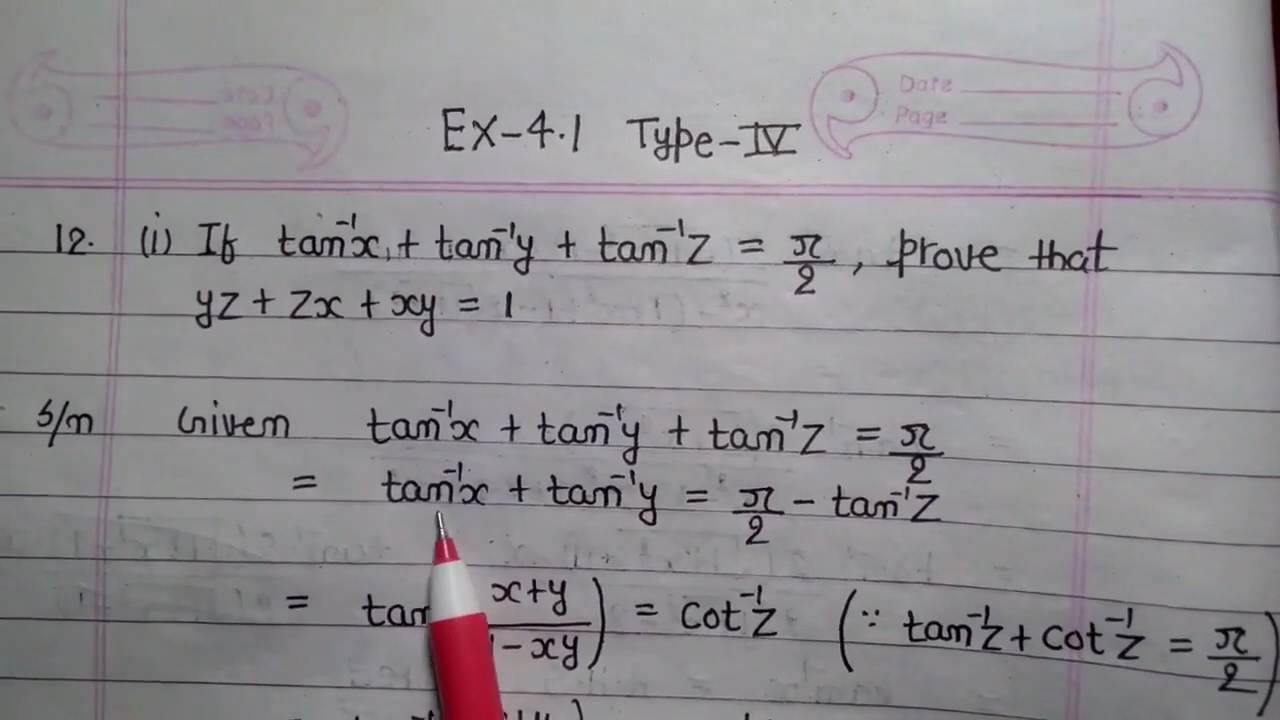 Date
Page
Ex-4.1 Type-IV
12. (i) If tan⁻¹x + tan⁻¹y + tan⁻¹z = π/2, prove that
yz + zx + xy = 1
S/n Given tan⁻¹x + tan⁻¹y + tan⁻¹z = π/2
= tan⁻¹x + tan⁻¹y = π/2 - tan⁻¹z
= tan x+y/1-xy) = cot⁻¹z (∵ tan⁻¹z + cot⁻¹z = π/2)